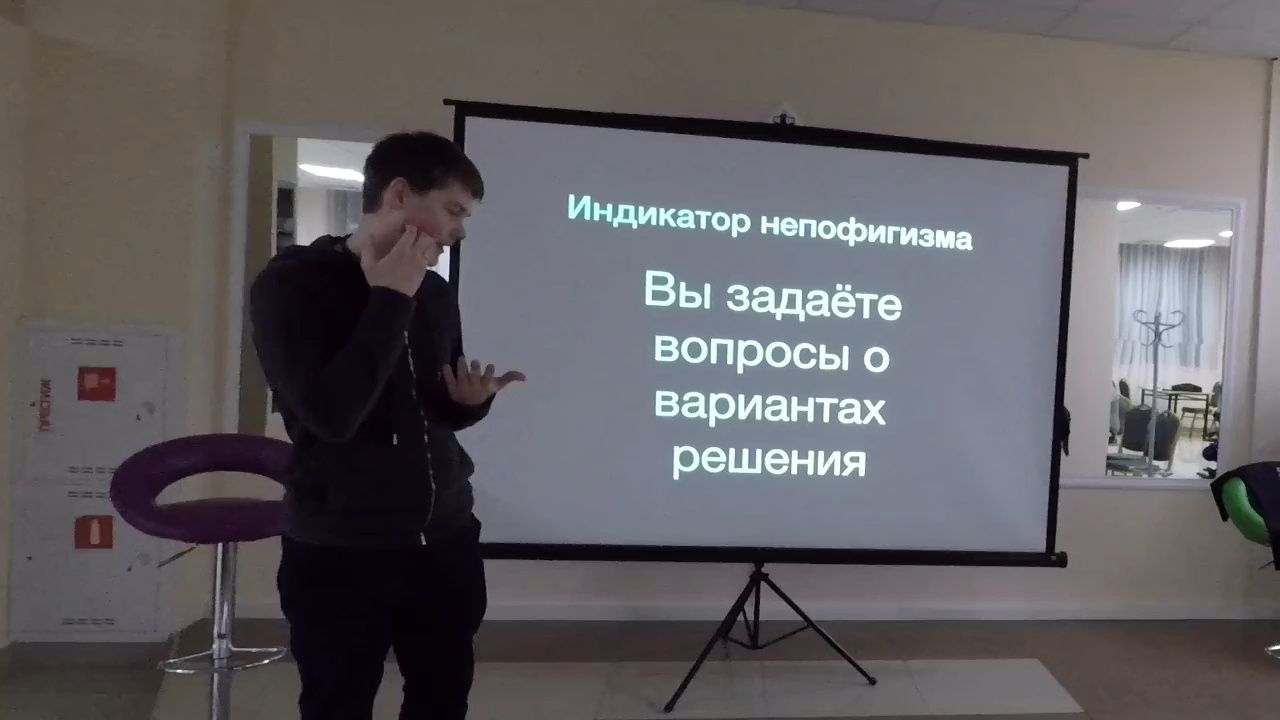 Индикатор непофигизма
Вы задаёте
вопросы о
вариантах
решения